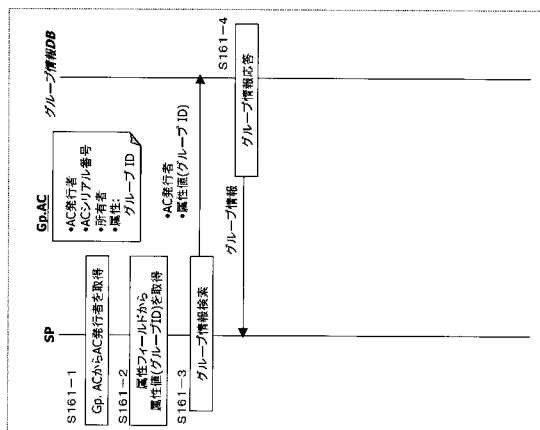 SP
グループ情報DB
Gp.AC
•AC発行者
•ACシリアル番号
•所有者
•属性:
グループ ID
S161-1
Gp. ACからAC発行者を取得
S161-2
属性フィールドから
属性値(グループID)を取得
S161-3
グループ情報検索
•AC発行者
•属性値(グループ ID)
S161-4
グループ情報応答
グループ情報